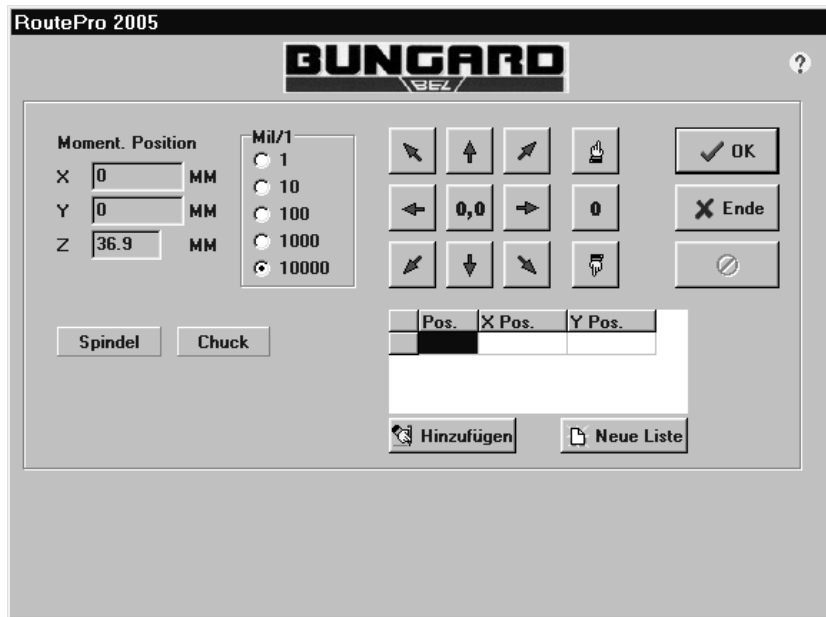 RoutePro 2005
BUNGARD
BEL
?
Moment. Position
X 0 MM
Y 0 MM
Z 36.9 MM
Mil/1
1
10
100
1000
10000
0,0
0
OK
Ende
Spindel
Chuck
Pos. X Pos. Y Pos.
Hinzufügen
Neue Liste